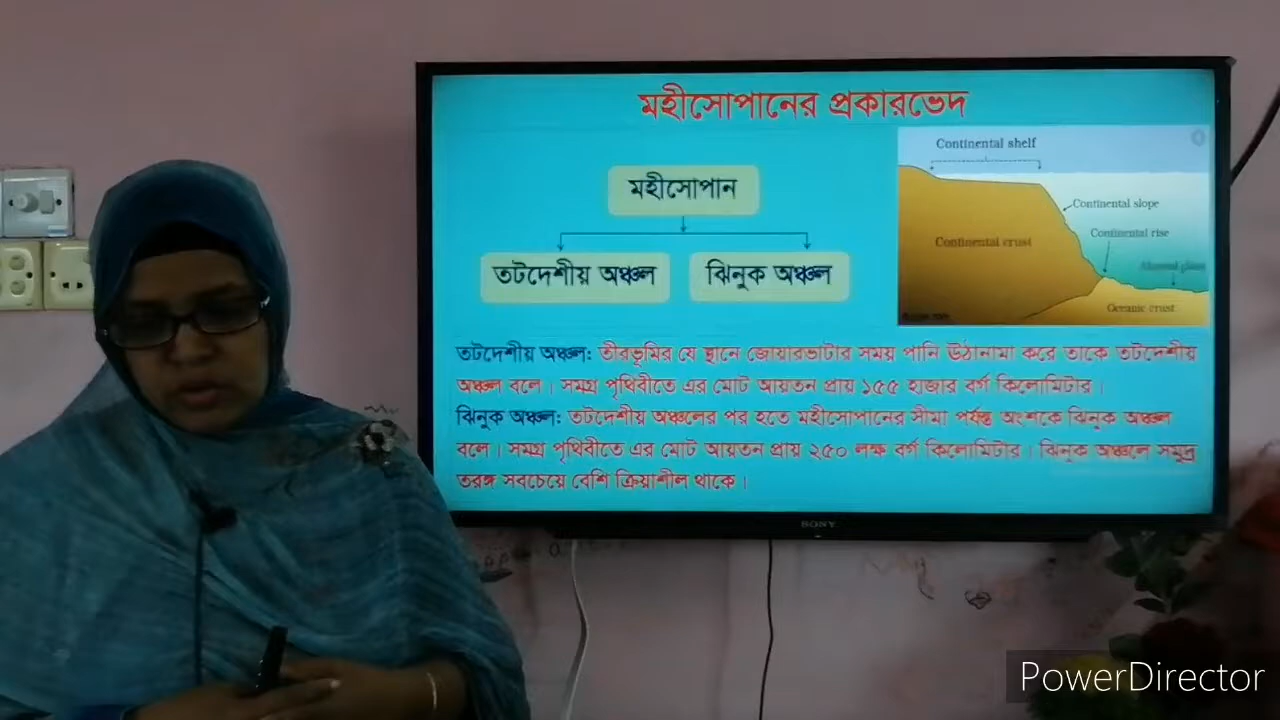 মহীসোপানের প্রকারভেদ
Continental shelf
মহীসোপান
Continental slope
Continental rise
Continental crust
Abyssal plain
Oceanic crust
তটদেশীয় অঞ্চল
ঝিনুক অঞ্চল
তটদেশীয় অঞ্চল: তীরভূমির যে স্থানে জোয়ারভাটার সময় পানি উঠানামা করে তাকে তটদেশীয়
অঞ্চল বলে। সমগ্র পৃথিবীতে এর মোট আয়তন প্রায় ১৫৫ হাজার বর্গ কিলোমিটার।
ঝিনুক অঞ্চল: তটদেশীয় অঞ্চলের পর হতে মহীসোপানের সীমা পর্যন্ত অংশকে ঝিনুক অঞ্চল
বলে। সমগ্র পৃথিবীতে এর মোট আয়তন প্রায় ২৫০ লক্ষ বর্গ কিলোমিটার। ঝিনুক অঞ্চলে সমুদ্র
তরঙ্গ সবচেয়ে বেশি ক্রিয়াশীল থাকে।
SONY
PowerDirector